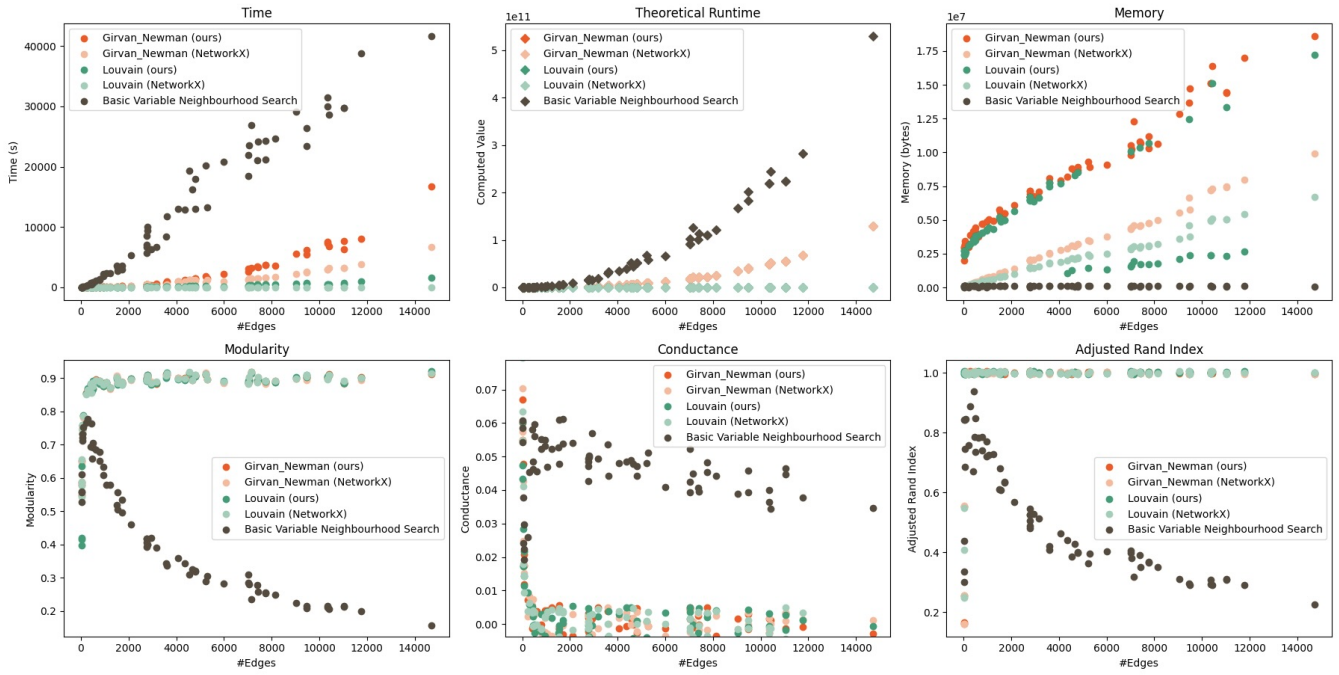 Time
Time (s)
40000
30000
20000
10000
0
Girvan_Newman (ours)
Girvan_Newman (NetworkX)
Louvain (ours)
Louvain (NetworkX)
Basic Variable Neighbourhood Search
0 2000 4000 6000 8000 10000 12000 14000
#Edges
Theoretical Runtime
1e11
Computed Value
5
4
3
2
1
0
Girvan_Newman (ours)
Girvan_Newman (NetworkX)
Louvain (ours)
Louvain (NetworkX)
Basic Variable Neighbourhood Search
0 2000 4000 6000 8000 10000 12000 14000
#Edges
Memory
1e7
Memory (bytes)
1.75
1.50
1.25
1.00
0.75
0.50
0.25
0.00
Girvan_Newman (ours)
Girvan_Newman (NetworkX)
Louvain (ours)
Louvain (NetworkX)
Basic Variable Neighbourhood Search
0 2000 4000 6000 8000 10000 12000 14000
#Edges
Modularity
Modularity
0.9
0.8
0.7
0.6
0.5
0.4
0.3
0.2
Girvan_Newman (ours)
Girvan_Newman (NetworkX)
Louvain (ours)
Louvain (NetworkX)
Basic Variable Neighbourhood Search
0 2000 4000 6000 8000 10000 12000 14000
#Edges
Conductance
Conductance
0.07
0.06
0.05
0.04
0.03
0.02
0.01
0.00
Girvan_Newman (ours)
Girvan_Newman (NetworkX)
Louvain (ours)
Louvain (NetworkX)
Basic Variable Neighbourhood Search
0 2000 4000 6000 8000 10000 12000 14000
#Edges
Adjusted Rand Index
Adjusted Rand Index
1.0
0.8
0.6
0.4
0.2
Girvan_Newman (ours)
Girvan_Newman (NetworkX)
Louvain (ours)
Louvain (NetworkX)
Basic Variable Neighbourhood Search
0 2000 4000 6000 8000 10000 12000 14000
#Edges